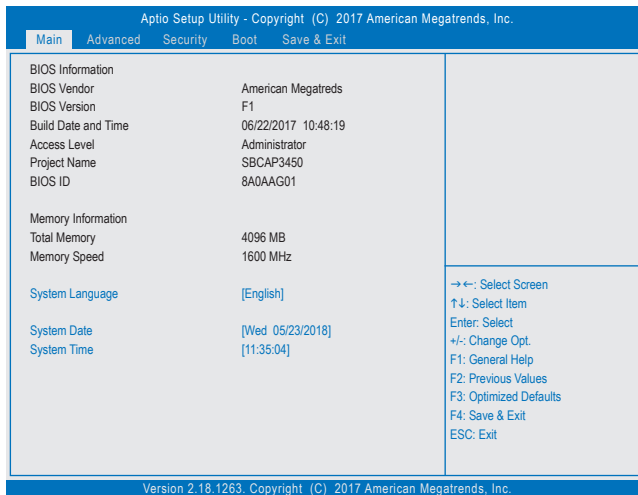 Aptio Setup Utility - Copyright (C) 2017 American Megatrends, Inc.
Main Advanced Security Boot Save & Exit
BIOS Information
BIOS Vendor American Megatreds
BIOS Version F1
Build Date and Time 06/22/2017 10:48:19
Access Level Administrator
Project Name SBCAP3450
BIOS ID 8A0AAG01
Memory Information
Total Memory 4096 MB
Memory Speed 1600 MHz
System Language [English]
System Date [Wed 05/23/2018]
System Time [11:35:04]
→←: Select Screen
↑↓: Select Item
Enter: Select
+/-: Change Opt.
F1: General Help
F2: Previous Values
F3: Optimized Defaults
F4: Save & Exit
ESC: Exit
Version 2.18.1263. Copyright (C) 2017 American Megatrends, Inc.